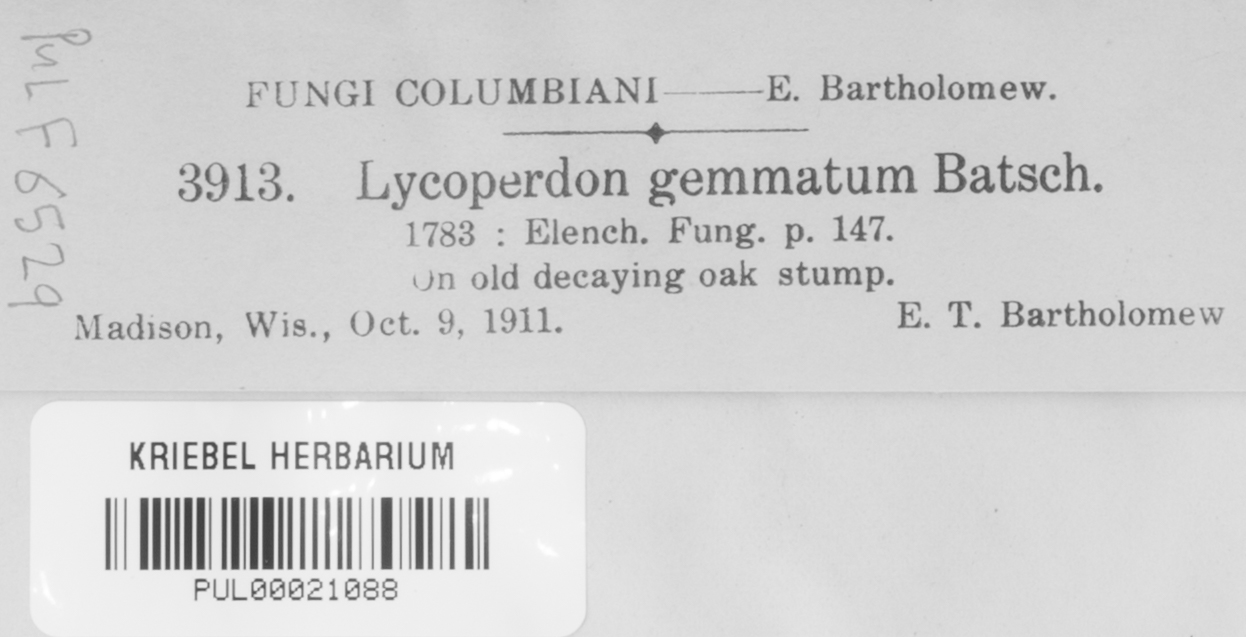 PUL F 6529
FUNGI COLUMBIANI——E. Bartholomew.
3913. Lycoperdon gemmatum Batsch.
1783 : Elench. Fung. p. 147.
On old decaying oak stump.
Madison, Wis., Oct. 9, 1911. E. T. Bartholomew
KRIEBEL HERBARIUM
PUL00021088